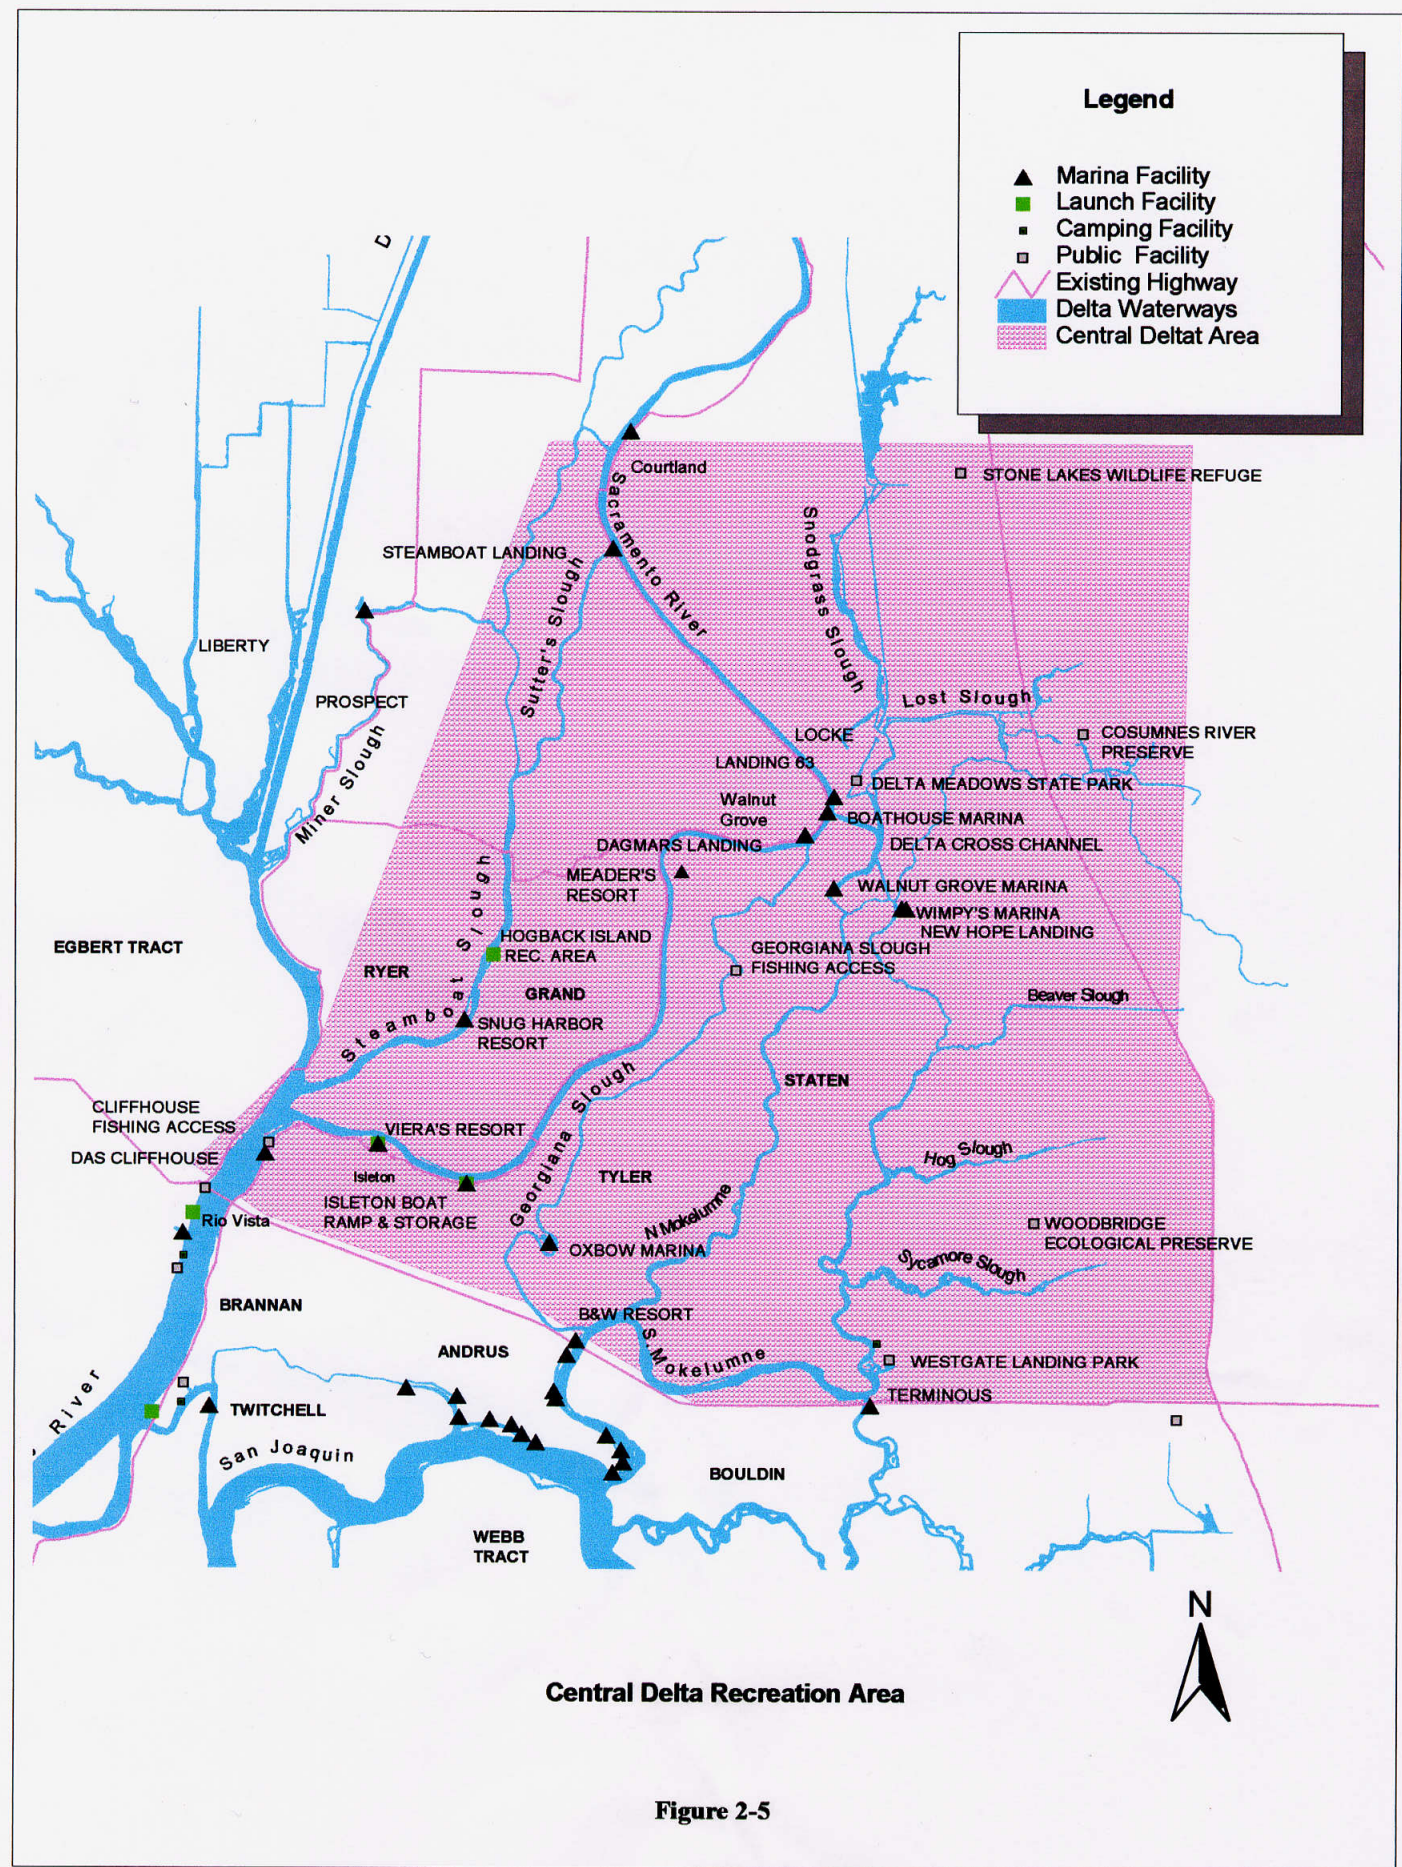 Legend
Marina Facility
Launch Facility
Camping Facility
Public Facility
Existing Highway
Delta Waterways
Central Deltat Area
D
Courtland
STONE LAKES WILDLIFE REFUGE
Sacramento River
Snodgrass Slough
STEAMBOAT LANDING
Sutter's Slough
LIBERTY
PROSPECT
Miner Slough
Lost Slough
LOCKE
COSUMNES RIVER
PRESERVE
LANDING 63
DELTA MEADOWS STATE PARK
Walnut
Grove
BOATHOUSE MARINA
DAGMARS LANDING
DELTA CROSS CHANNEL
MEADER'S
RESORT
WALNUT GROVE MARINA
WIMPY'S MARINA
NEW HOPE LANDING
EGBERT TRACT
HOGBACK ISLAND
REC. AREA
GEORGIANA SLOUGH
FISHING ACCESS
RYER
GRAND
Steamboat Slough
Beaver Slough
SNUG HARBOR
RESORT
STATEN
CLIFFHOUSE
FISHING ACCESS
VIERA'S RESORT
Georgiana Slough
DAS CLIFFHOUSE
Hog Slough
Isleton
TYLER
ISLETON BOAT
RAMP & STORAGE
N Mokelumne
Rio Vista
WOODBRIDGE
ECOLOGICAL PRESERVE
OXBOW MARINA
Sycamore Slough
BRANNAN
B&W RESORT
ANDRUS
S. Mokelumne
WESTGATE LANDING PARK
TERMINOUS
River
TWITCHELL
San Joaquin
BOULDIN
WEBB
TRACT
N
Central Delta Recreation Area
Figure 2-5